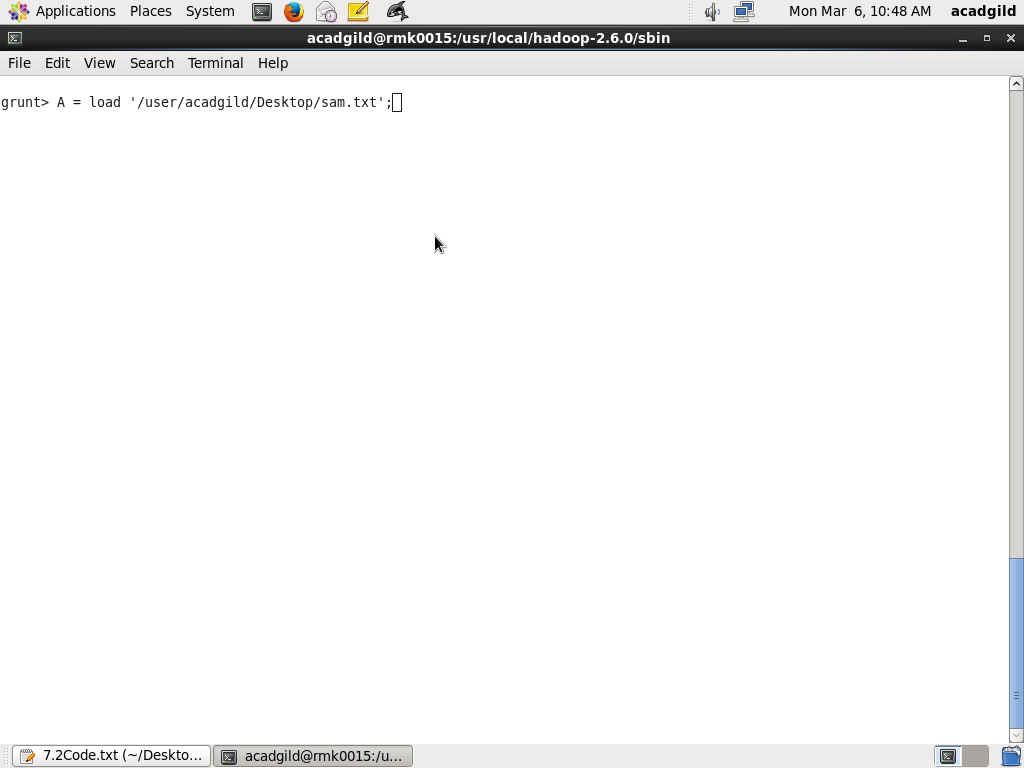 Applications Places System Mon Mar 6, 10:48 AM acadgild
acadgild@rmk0015:/usr/local/hadoop-2.6.0/sbin
File Edit View Search Terminal Help
grunt> A = load '/user/acadgild/Desktop/sam.txt';
7.2Code.txt (~/Deskto... acadgild@rmk0015:/u...